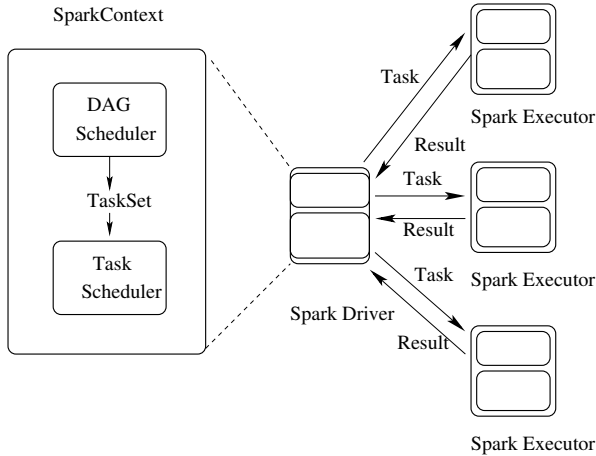 SparkContext
DAG
Scheduler
TaskSet
Task
Scheduler
Spark Driver
Task
Result
Spark Executor
Task
Result
Spark Executor
Task
Result
Spark Executor